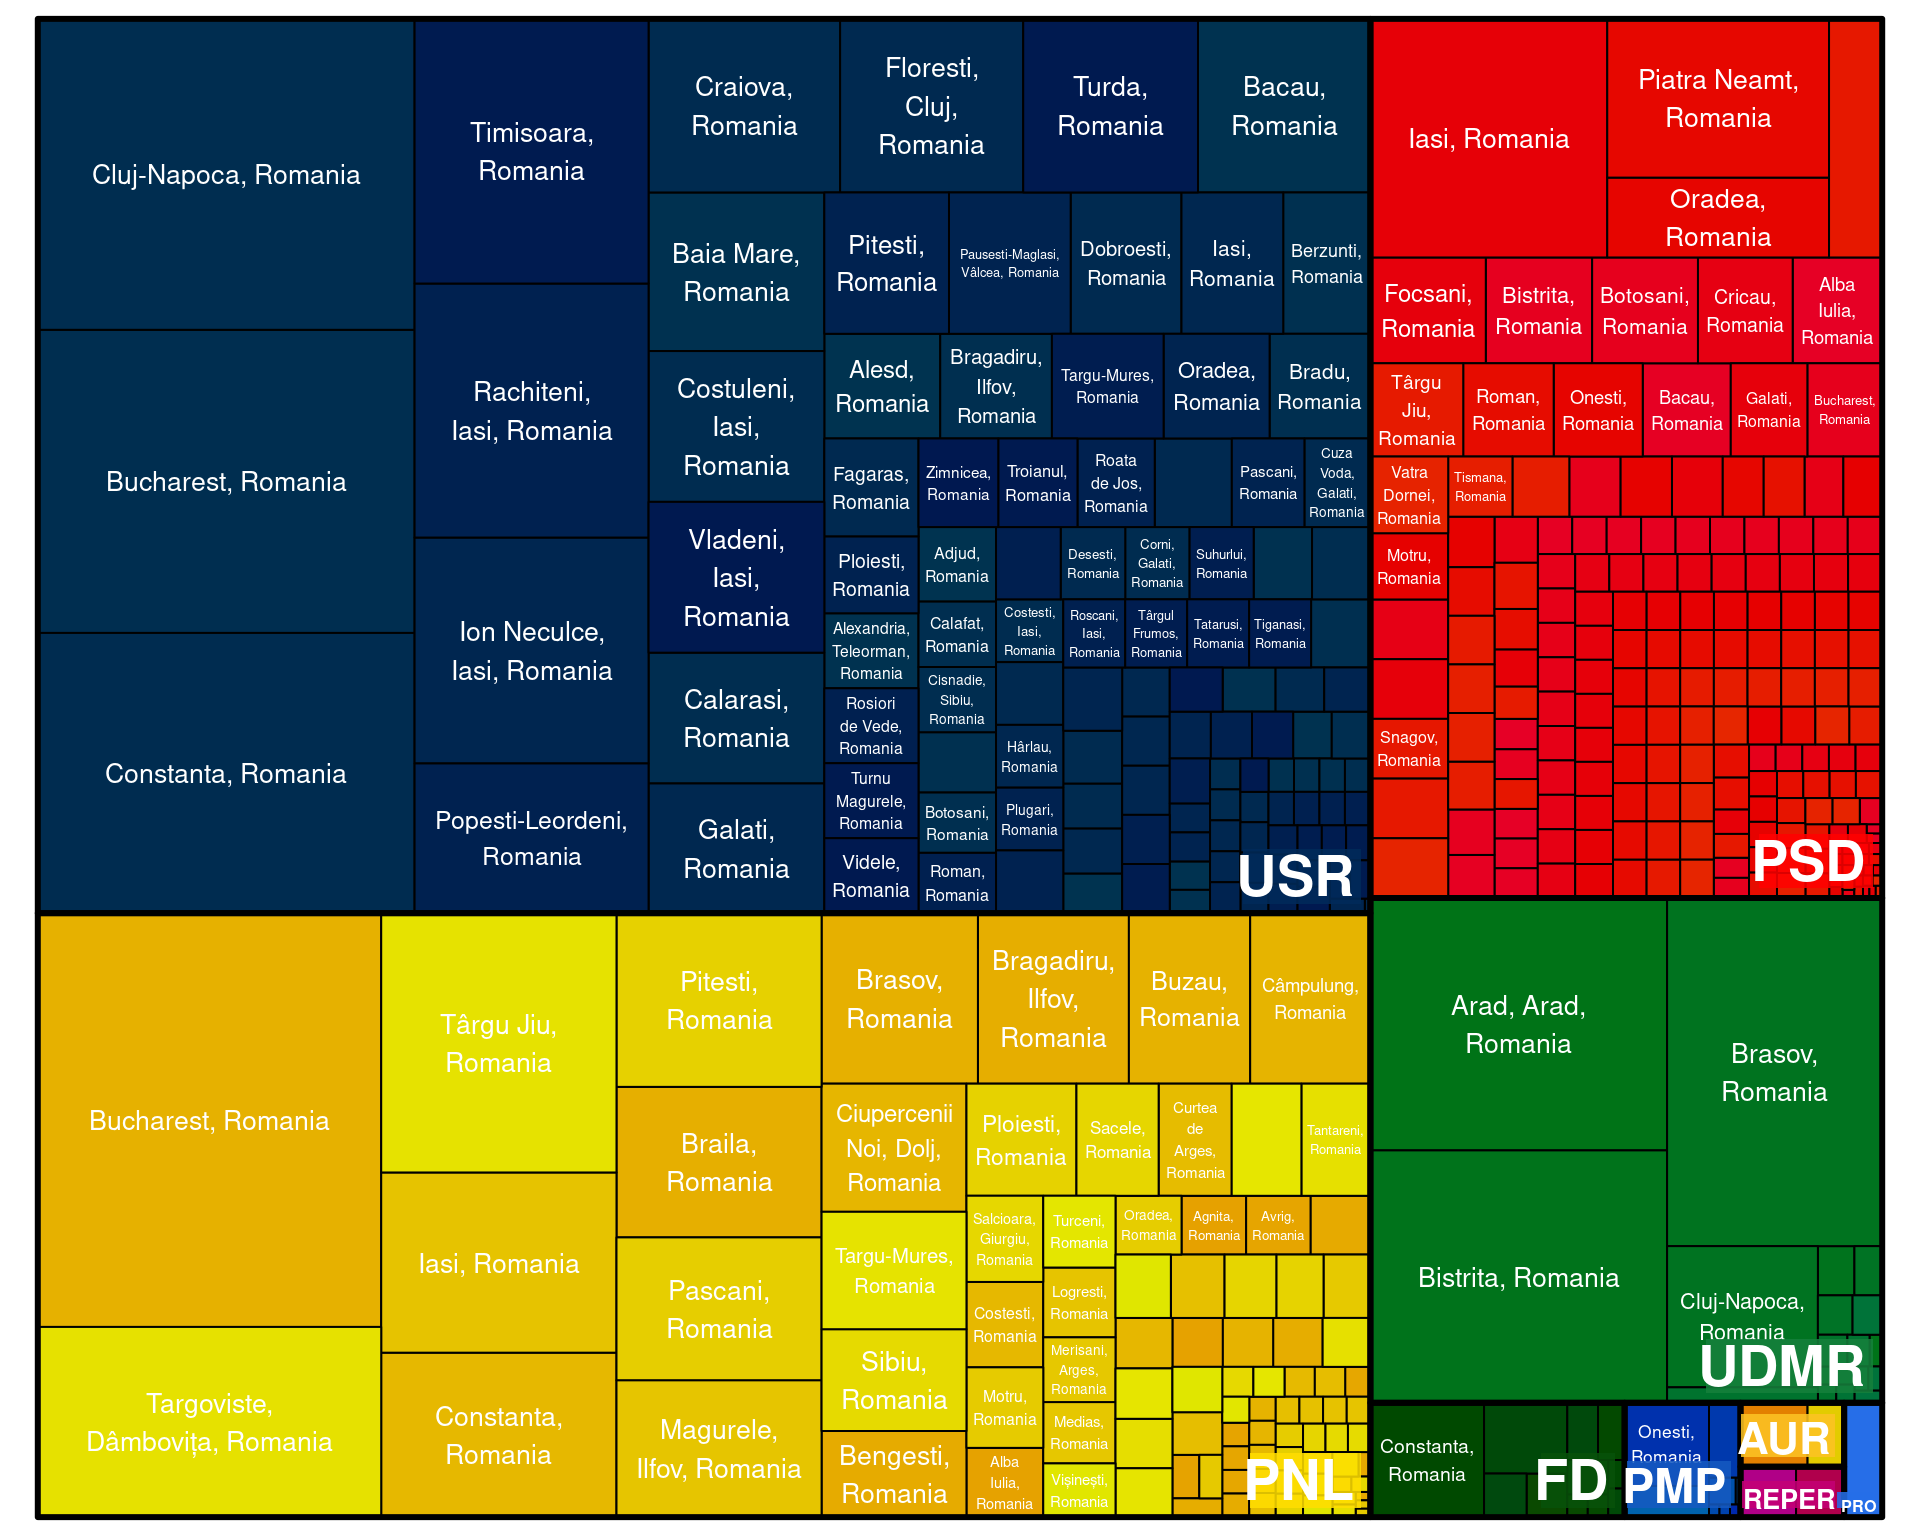 Cluj-Napoca, Romania
Bucharest, Romania
Constanta, Romania
Timisoara,
Romania
Rachiteni,
Iasi, Romania
Ion Neculce,
Iasi, Romania
Popesti-Leordeni,
Romania
Craiova,
Romania
Floresti,
Cluj,
Romania
Turda,
Romania
Bacau,
Romania
Baia Mare,
Romania
Costuleni,
Iasi,
Romania
Vladeni,
Iasi,
Romania
Calarasi,
Romania
Galati,
Romania
Pitesti,
Romania
Pausesti-Maglasi,
Vâlcea, Romania
Dobroesti,
Romania
Iasi,
Romania
Berzunti,
Romania
Alesd,
Romania
Bragadiru,
Ilfov,
Romania
Targu-Mures,
Romania
Oradea,
Romania
Bradu,
Romania
Fagaras,
Romania
Ploiesti,
Romania
Alexandria,
Teleorman,
Romania
Rosiori
de Vede,
Romania
Turnu
Magurele,
Romania
Videle,
Romania
Zimnicea,
Romania
Troianul,
Romania
Roata
de Jos,
Romania
Pascani,
Romania
Cuza
Voda,
Galati,
Romania
Adjud,
Romania
Desesti,
Romania
Corni,
Galati,
Romania
Suhurlui,
Romania
Calafat,
Romania
Costesti,
Iasi,
Romania
Roscani,
Iasi,
Romania
Târgul
Frumos,
Romania
Tatarusi,
Romania
Tiganasi,
Romania
Cisnadie,
Sibiu,
Romania
Hârlau,
Romania
Botosani,
Romania
Plugari,
Romania
Roman,
Romania
USR
Iasi, Romania
Piatra Neamt,
Romania
Oradea,
Romania
Focsani,
Romania
Bistrita,
Romania
Botosani,
Romania
Cricau,
Romania
Alba
Iulia,
Romania
Târgu
Jiu,
Romania
Roman,
Romania
Onesti,
Romania
Bacau,
Romania
Galati,
Romania
Bucharest,
Romania
Vatra
Dornei,
Romania
Tismana,
Romania
Motru,
Romania
Snagov,
Romania
PSD
Bucharest, Romania
Targoviste,
Dâmbovița, Romania
Târgu Jiu,
Romania
Iasi, Romania
Constanta,
Romania
Pitesti,
Romania
Braila,
Romania
Pascani,
Romania
Magurele,
Ilfov, Romania
Brasov,
Romania
Bragadiru,
Ilfov,
Romania
Buzau,
Romania
Câmpulung,
Romania
Ciupercenii
Noi, Dolj,
Romania
Targu-Mures,
Romania
Sibiu,
Romania
Bengesti,
Romania
Ploiesti,
Romania
Sacele,
Romania
Curtea
de
Arges,
Romania
Tantareni,
Romania
Salcioara,
Giurgiu,
Romania
Turceni,
Romania
Oradea,
Romania
Agnita,
Romania
Avrig,
Romania
Costesti,
Romania
Logresti,
Romania
Merisani,
Arges,
Romania
Motru,
Romania
Medias,
Romania
Alba
Iulia,
Romania
Vișinești,
Romania
PNL
Arad, Arad,
Romania
Brasov,
Romania
Bistrita, Romania
Cluj-Napoca,
Romania
UDMR
Constanta,
Romania
FD
Onesti,
Romania
PMP
AUR
REPER
PRO